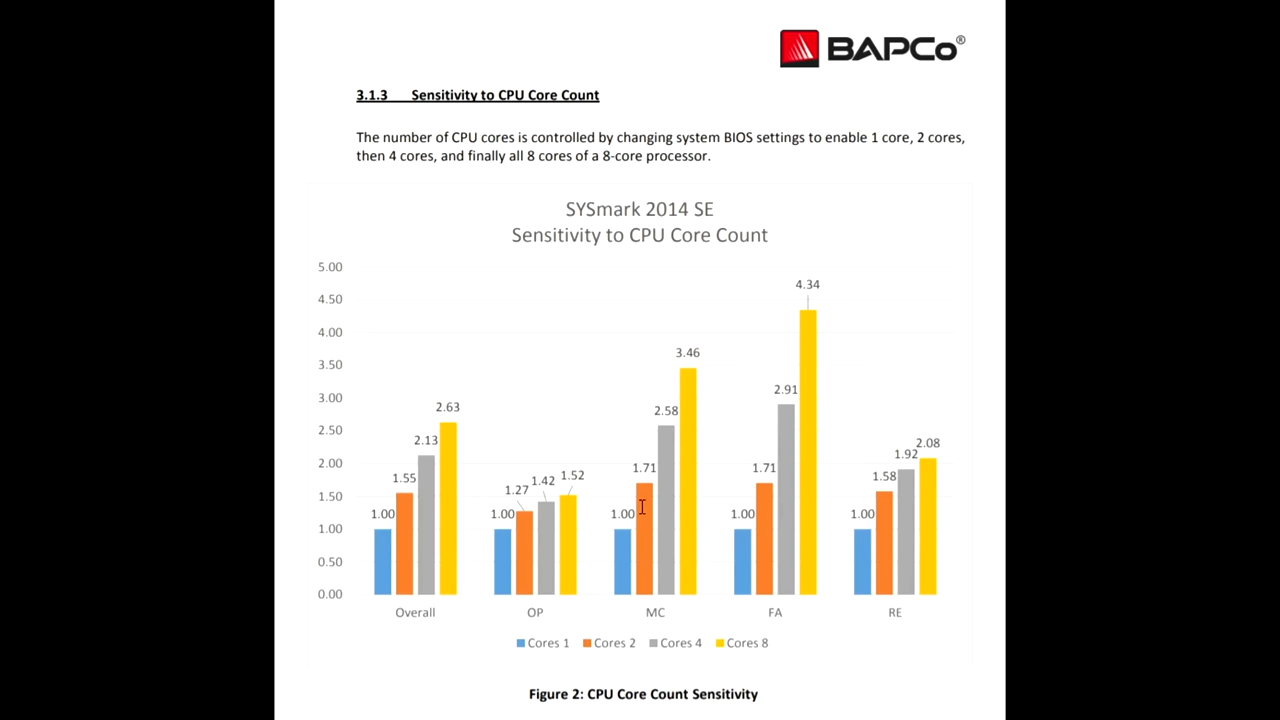 BAPCo®
3.1.3 Sensitivity to CPU Core Count
The number of CPU cores is controlled by changing system BIOS settings to enable 1 core, 2 cores,
then 4 cores, and finally all 8 cores of a 8-core processor.
SYSmark 2014 SE
Sensitivity to CPU Core Count
5.00
4.50
4.00
3.50
3.00
2.50
2.00
1.50
1.00
0.50
0.00
1.00 1.55 2.13 2.63
1.00 1.27 1.42 1.52
1.00 1.71 2.58 3.46
1.00 1.71 2.91 4.34
1.00 1.58 1.92 2.08
Overall OP MC FA RE
Cores 1 Cores 2 Cores 4 Cores 8
Figure 2: CPU Core Count Sensitivity